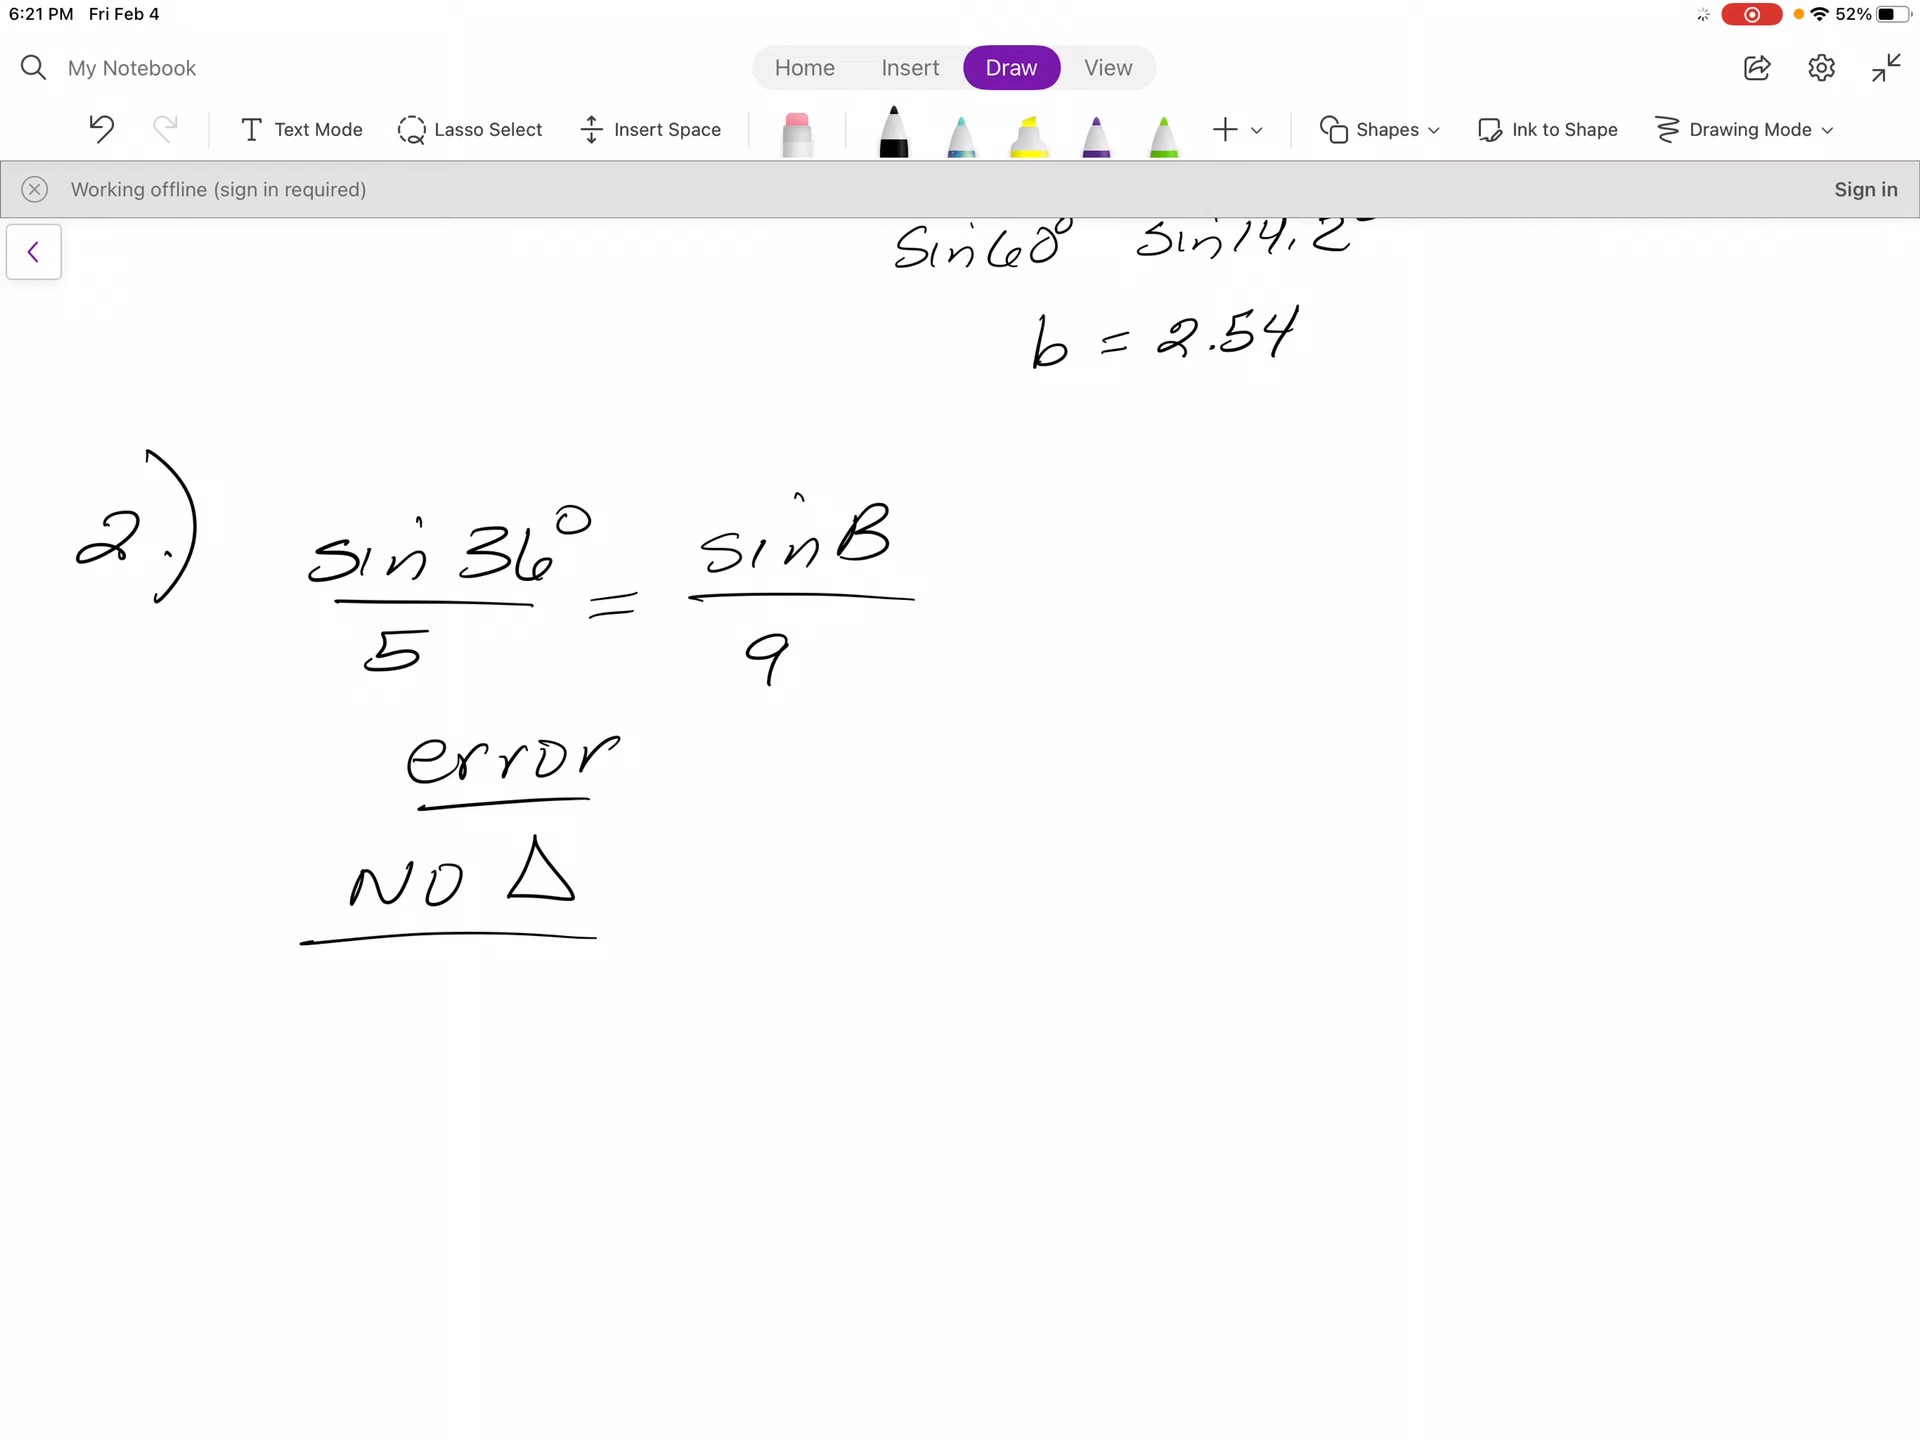 6:21 PM Fri Feb 4
52%
My Notebook
Home Insert Draw View
Text Mode Lasso Select Insert Space Shapes Ink to Shape Drawing Mode
Working offline (sign in required) Sign in
sin 60° sin 14.2°
b = 2.54
2.) sin 36° = sin B
5 9
error
NO △